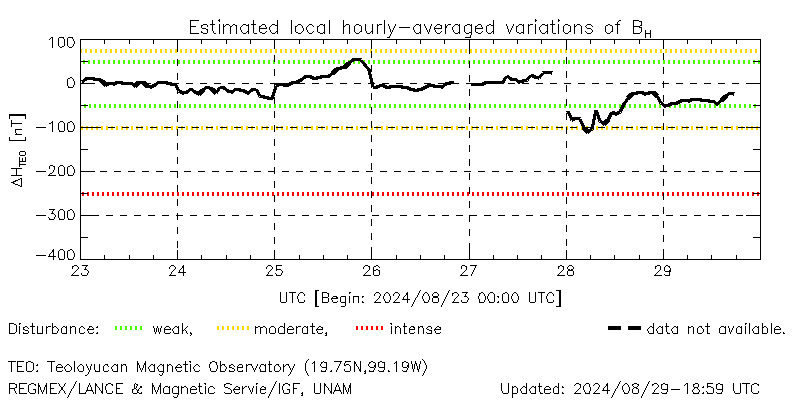 Estimated local hourly-averaged variations of BH
100
0
-100
-200
-300
-400
ΔHTEO [nT]
23 24 25 26 27 28 29
UTC [Begin: 2024/08/23 00:00 UTC]
Disturbance: weak, moderate, intense data not available.
TEO: Teoloyucan Magnetic Observatory (19.75N,99.19W)
REGMEX/LANCE & Magnetic Servie/IGF, UNAM Updated: 2024/08/29-18:59 UTC